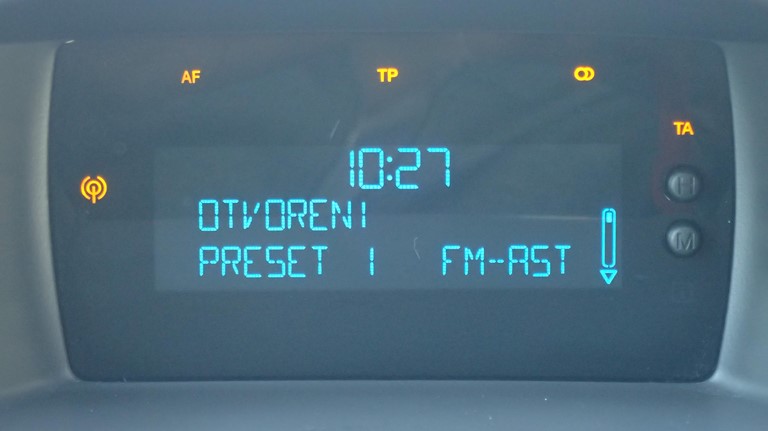 AF TP
TA
10:27
H
OTVORENI
M
PRESET 1 FM-AST